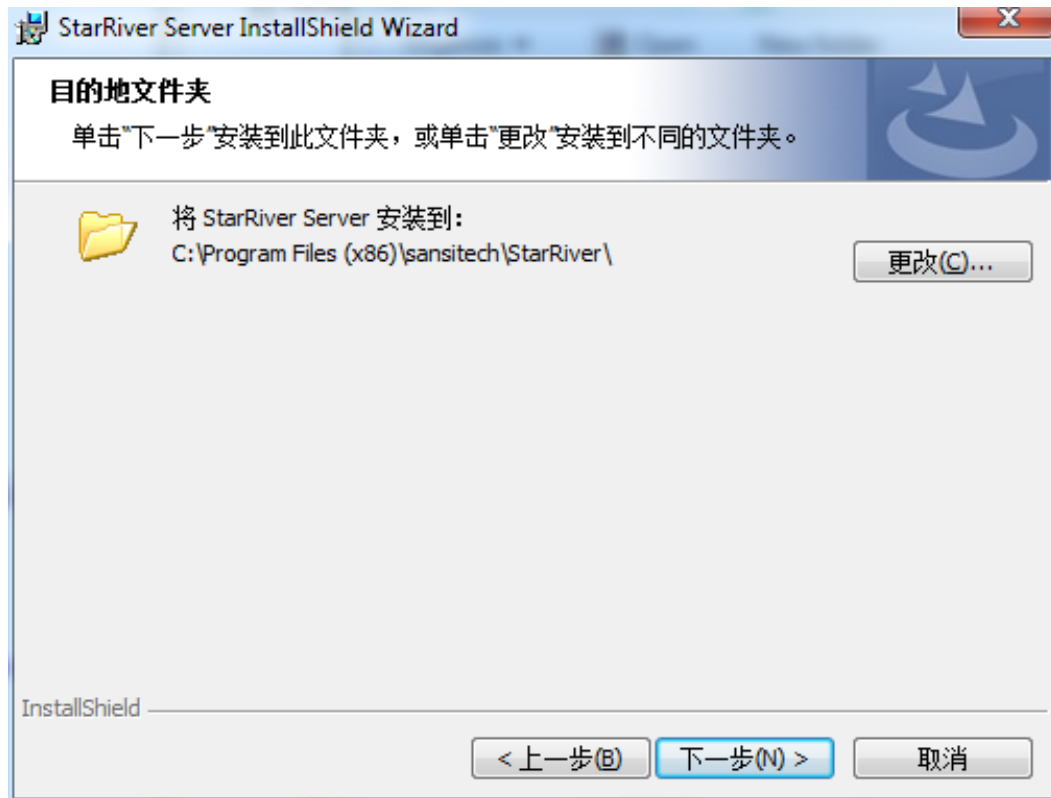 StarRiver Server InstallShield Wizard
目的地文件夹
单击"下一步"安装到此文件夹，或单击"更改"安装到不同的文件夹。
将 StarRiver Server 安装到：
C:\Program Files (x86)\sansitech\StarRiver\
更改(C)...
InstallShield
< 上一步(B)
下一步(N) >
取消